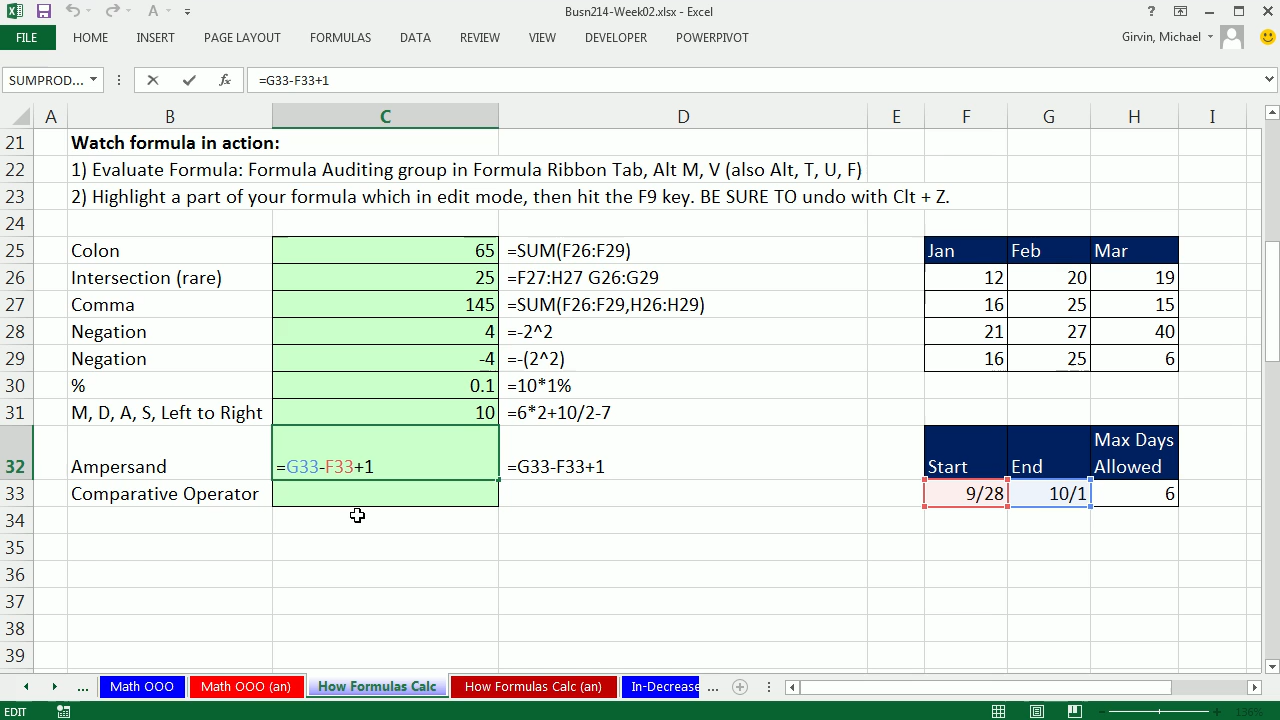 Busn214-Week02.xlsx - Excel
FILE HOME INSERT PAGE LAYOUT FORMULAS DATA REVIEW VIEW DEVELOPER POWERPIVOT Girvin, Michael
SUMPROD... fx =G33-F33+1
A B C D E F G H I
21 Watch formula in action:
22 1) Evaluate Formula: Formula Auditing group in Formula Ribbon Tab, Alt M, V (also Alt, T, U, F)
23 2) Highlight a part of your formula which in edit mode, then hit the F9 key. BE SURE TO undo with Clt + Z.
24
25 Colon 65 =SUM(F26:F29) Jan Feb Mar
26 Intersection (rare) 25 =F27:H27 G26:G29 12 20 19
27 Comma 145 =SUM(F26:F29,H26:H29) 16 25 15
28 Negation 4 =-2^2 21 27 40
29 Negation -4 =-(2^2) 16 25 6
30 % 0.1 =10*1%
31 M, D, A, S, Left to Right 10 =6*2+10/2-7
32 Ampersand =G33-F33+1 =G33-F33+1 Start End Max Days Allowed
33 Comparative Operator 9/28 10/1 6
34
35
36
37
38
39
... Math OOO Math OOO (an) How Formulas Calc How Formulas Calc (an) In-Decrease ...
EDIT 136%